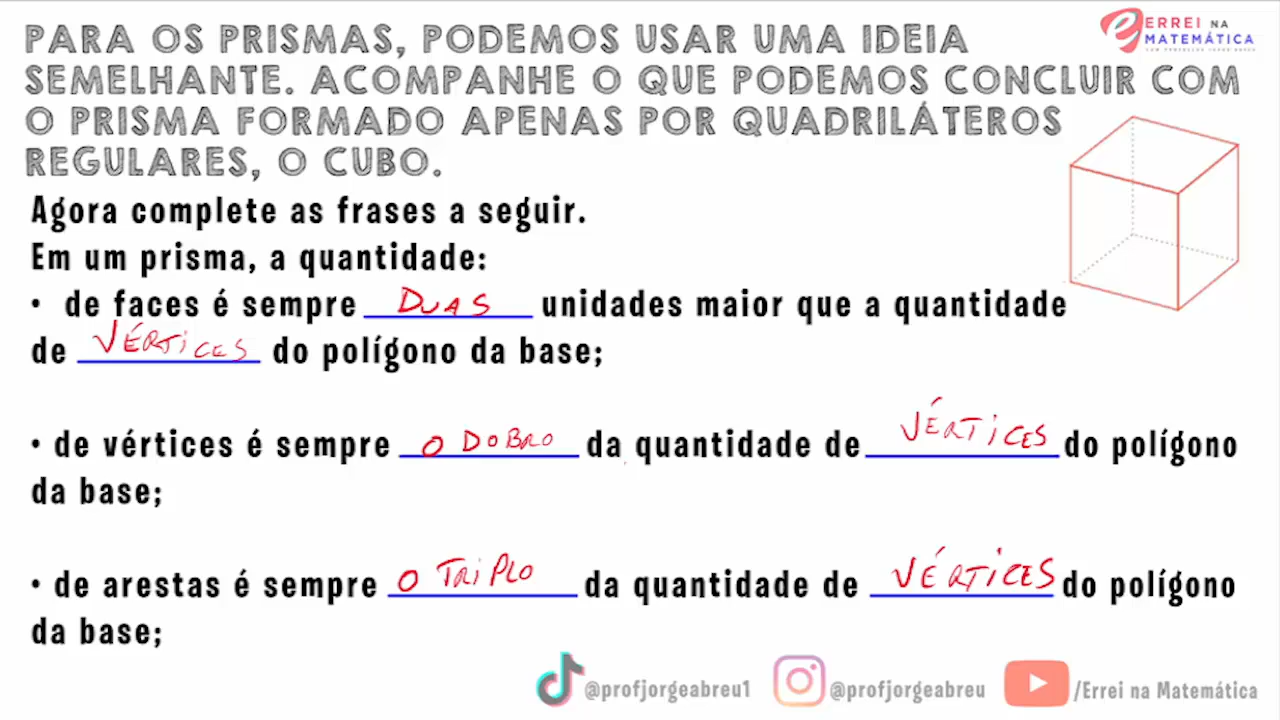 PARA OS PRISMAS, PODEMOS USAR UMA IDEIA
SEMELHANTE. ACOMPANHE O QUE PODEMOS CONCLUIR COM
O PRISMA FORMADO APENAS POR QUADRILÁTEROS
REGULARES, O CUBO.
ERREI NA
MATEMÁTICA
Agora complete as frases a seguir.
Em um prisma, a quantidade:
• de faces é sempre DUAS unidades maior que a quantidade
de VÉRTICES do polígono da base;
• de vértices é sempre O DOBRO da quantidade de VÉRTICES do polígono
da base;
• de arestas é sempre O TRIPLO da quantidade de VÉRTICES do polígono
da base;
@profjorgeabreu1 @profjorgeabreu /Errei na Matemática